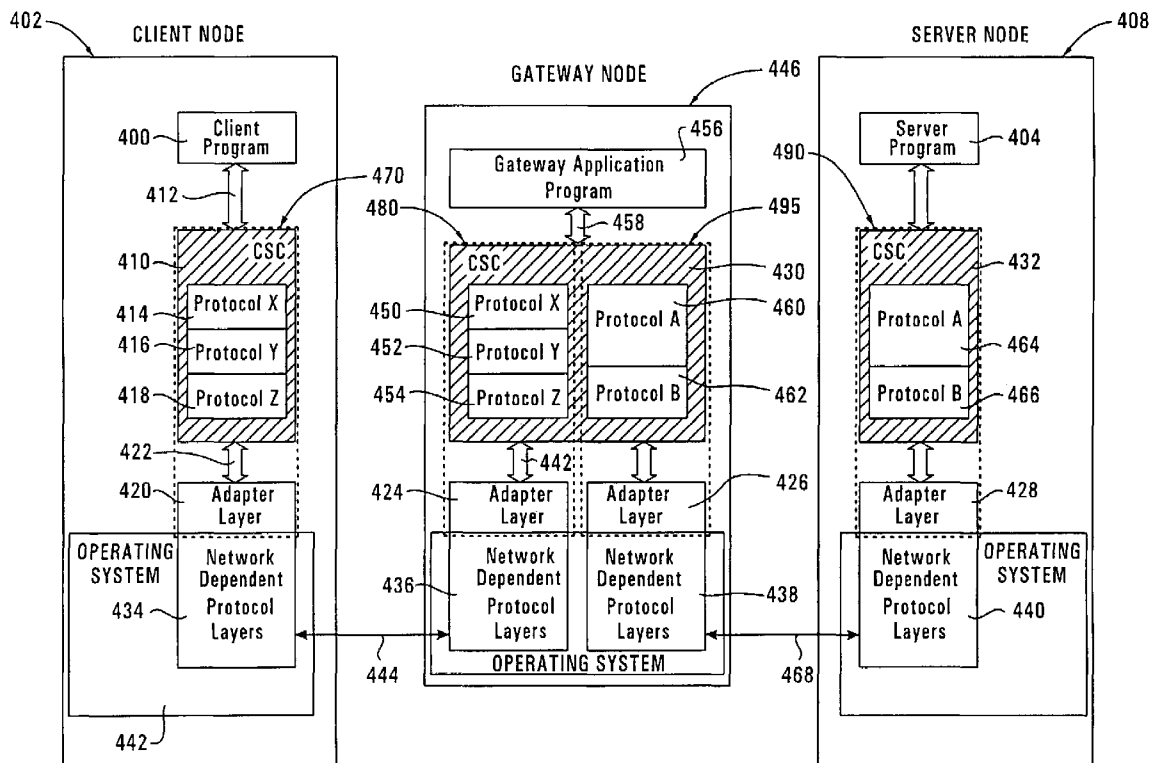 402
CLIENT NODE
SERVER NODE
408
GATEWAY NODE
446
400
Client
Program
456
Server
Program
404
Gateway Application
Program
412
470
490
480
458
495
410
CSC
CSC
430
CSC
432
414
Protocol X
450
Protocol X
Protocol A
460
Protocol A
416
Protocol Y
452
Protocol Y
464
418
Protocol Z
454
Protocol Z
Protocol B
462
Protocol B
466
422
442
420
Adapter
Layer
424
Adapter
Layer
Adapter
Layer
426
Adapter
Layer
428
OPERATING
SYSTEM
Network
Dependent
Protocol
Layers
434
436
Network
Dependent
Protocol
Layers
Network
Dependent
Protocol
Layers
438
Network
Dependent
Protocol
Layers
OPERATING
SYSTEM
440
OPERATING SYSTEM
444
468
442